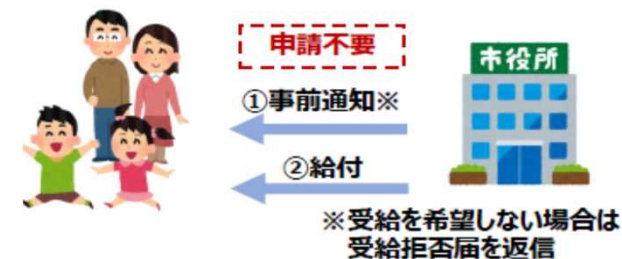 申請不要
市役所
①事前通知※
②給付
※受給を希望しない場合は
受給拒否届を返信